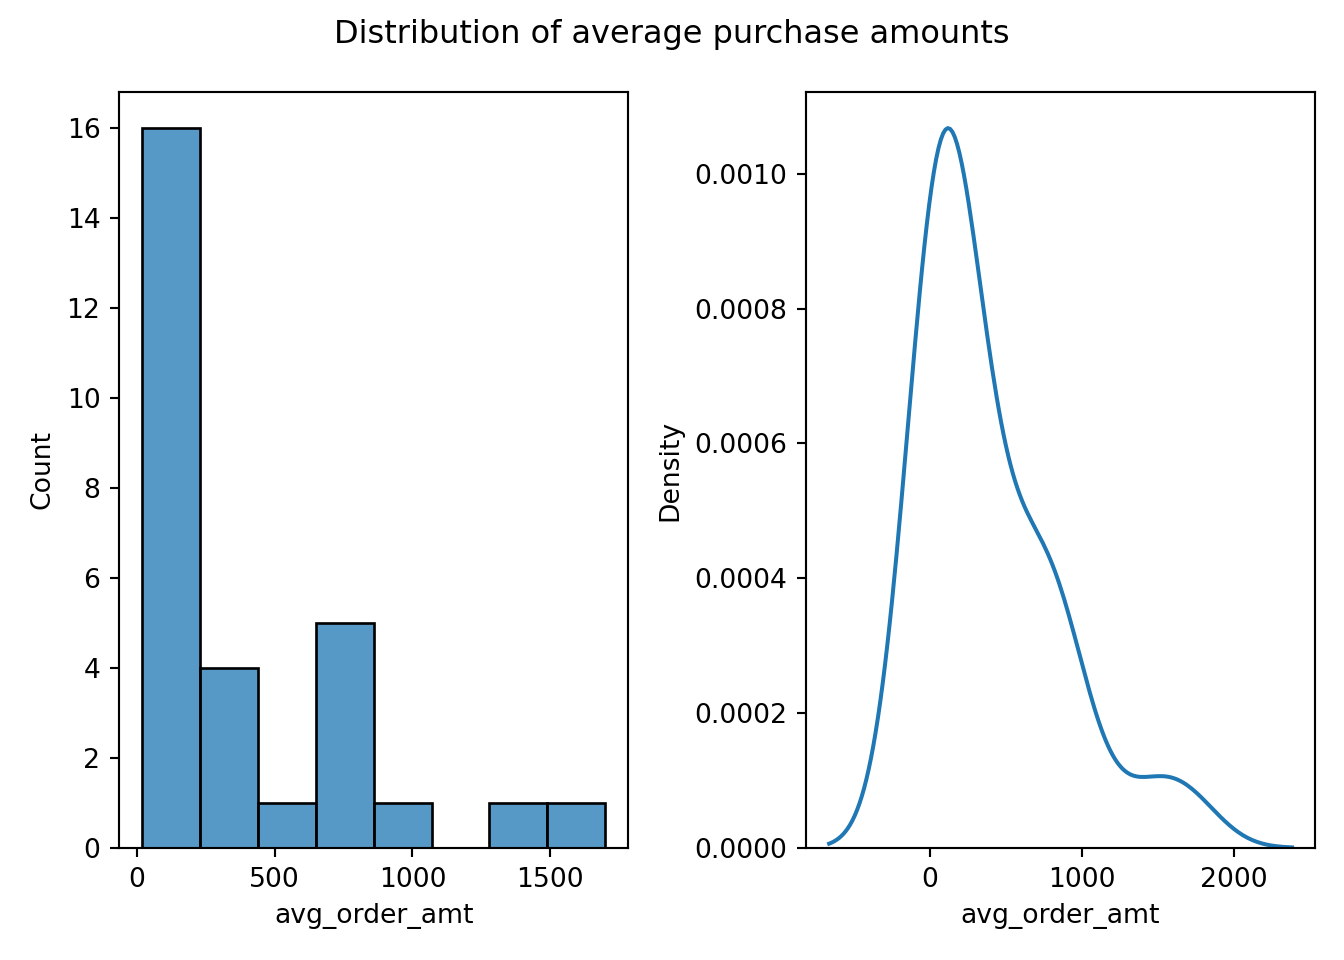 Distribution of average purchase amounts
16
14
12
10
8
6
4
2
0
Count
0 500 1000 1500
avg_order_amt
0.0010
0.0008
0.0006
0.0004
0.0002
0.0000
Density
0 1000 2000
avg_order_amt